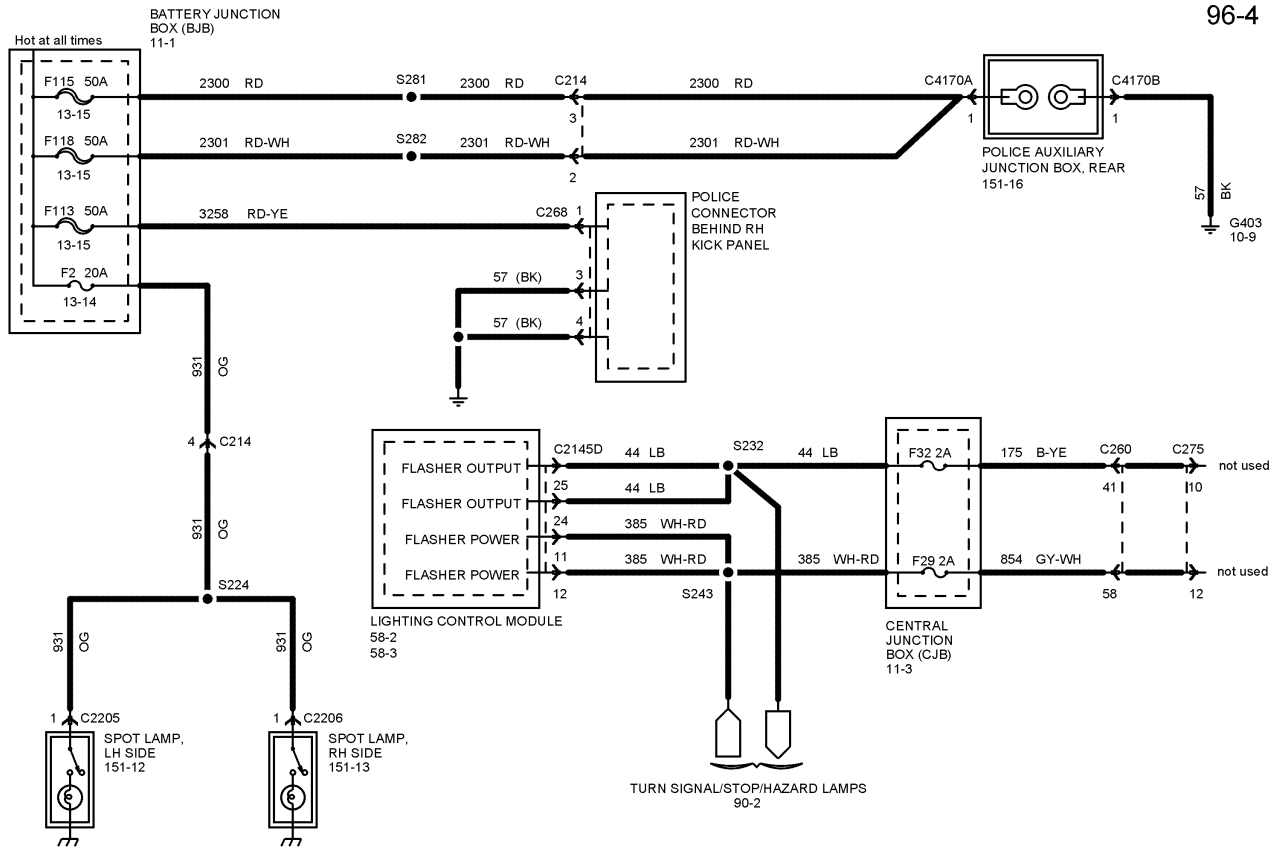 96-4
BATTERY JUNCTION
BOX (BJB)
11-1
Hot at all times
F115 50A
13-15
2300 RD
S281
2300 RD
C214
3
2300 RD
C4170A
1
C4170B
1
F118 50A
13-15
2301 RD-WH
S282
2301 RD-WH
2
2301 RD-WH
POLICE AUXILIARY
JUNCTION BOX, REAR
151-16
57
BK
G403
10-9
F113 50A
13-15
3258 RD-YE
C268
1
POLICE
CONNECTOR
BEHIND RH
KICK PANEL
F2 20A
13-14
57 (BK)
3
57 (BK)
4
931
OG
4
C214
931
OG
S224
931
OG
931
OG
1
C2205
SPOT LAMP,
LH SIDE
151-12
1
C2206
SPOT LAMP,
RH SIDE
151-13
FLASHER OUTPUT
FLASHER OUTPUT
FLASHER POWER
FLASHER POWER
LIGHTING CONTROL MODULE
58-2
58-3
C2145D
25
24
11
12
44 LB
44 LB
385 WH-RD
385 WH-RD
S232
S243
44 LB
385 WH-RD
F32 2A
F29 2A
CENTRAL
JUNCTION
BOX (CJB)
11-3
175 B-YE
C260
41
C275
10
not used
854 GY-WH
58
12
not used
TURN SIGNAL/STOP/HAZARD LAMPS
90-2